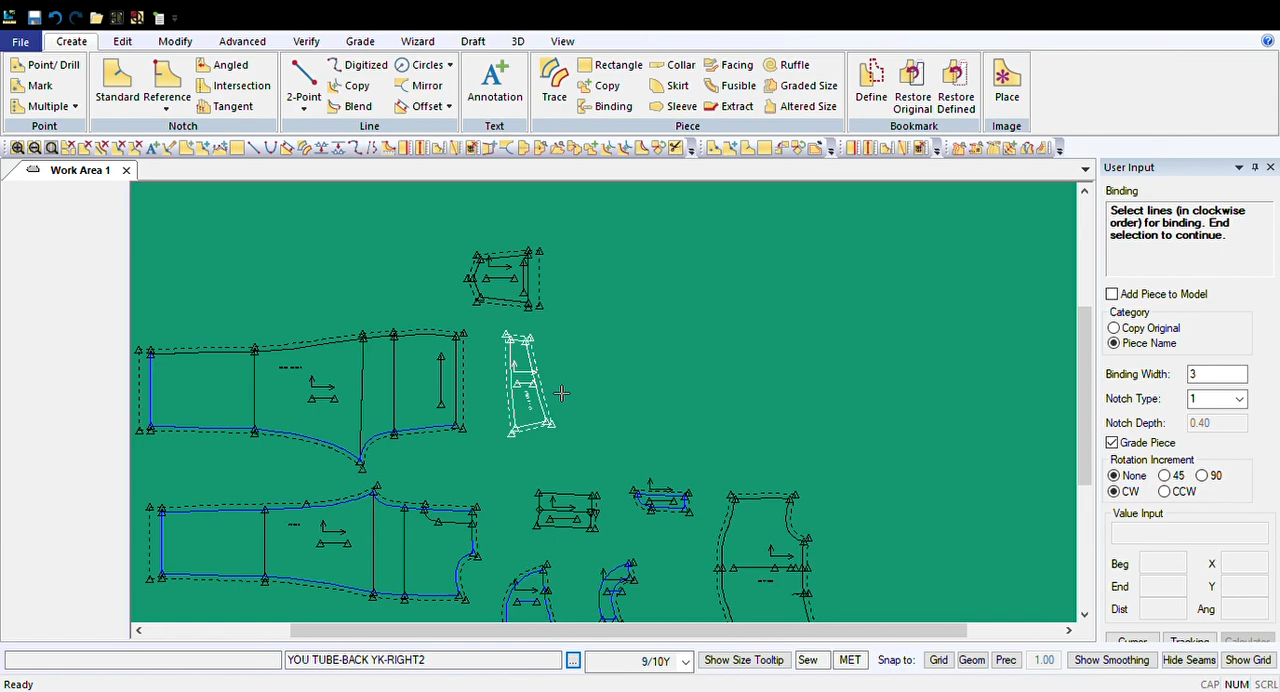 File Create Edit Modify Advanced Verify Grade Wizard Draft 3D View
Point/ Drill Angled Digitized Circles Rectangle Collar Facing Ruffle
Mark Intersection Copy Mirror Copy Skirt Fusible Graded Size
Multiple Standard Reference Tangent 2-Point Blend Offset Annotation Trace Binding Sleeve Extract Altered Size Define Restore Original Restore Defined Place
Point Notch Line Text Piece Bookmark Image
Work Area 1
User Input
Binding
Select lines (in clockwise
order) for binding. End
selection to continue.
Add Piece to Model
Category
Copy Original
Piece Name
Binding Width: 3
Notch Type: 1
Notch Depth: 0.40
Grade Piece
Rotation Increment
None 45 90
CW CCW
Value Input
Beg X
End Y
Dist Ang
Cursor Tracking Calculator
YOU TUBE-BACK YK-RIGHT2 ... 9/10Y Show Size Tooltip Sew MET Snap to: Grid Geom Prec 1.00 Show Smoothing Hide Seams Show Grid
Ready CAP NUM SCRL